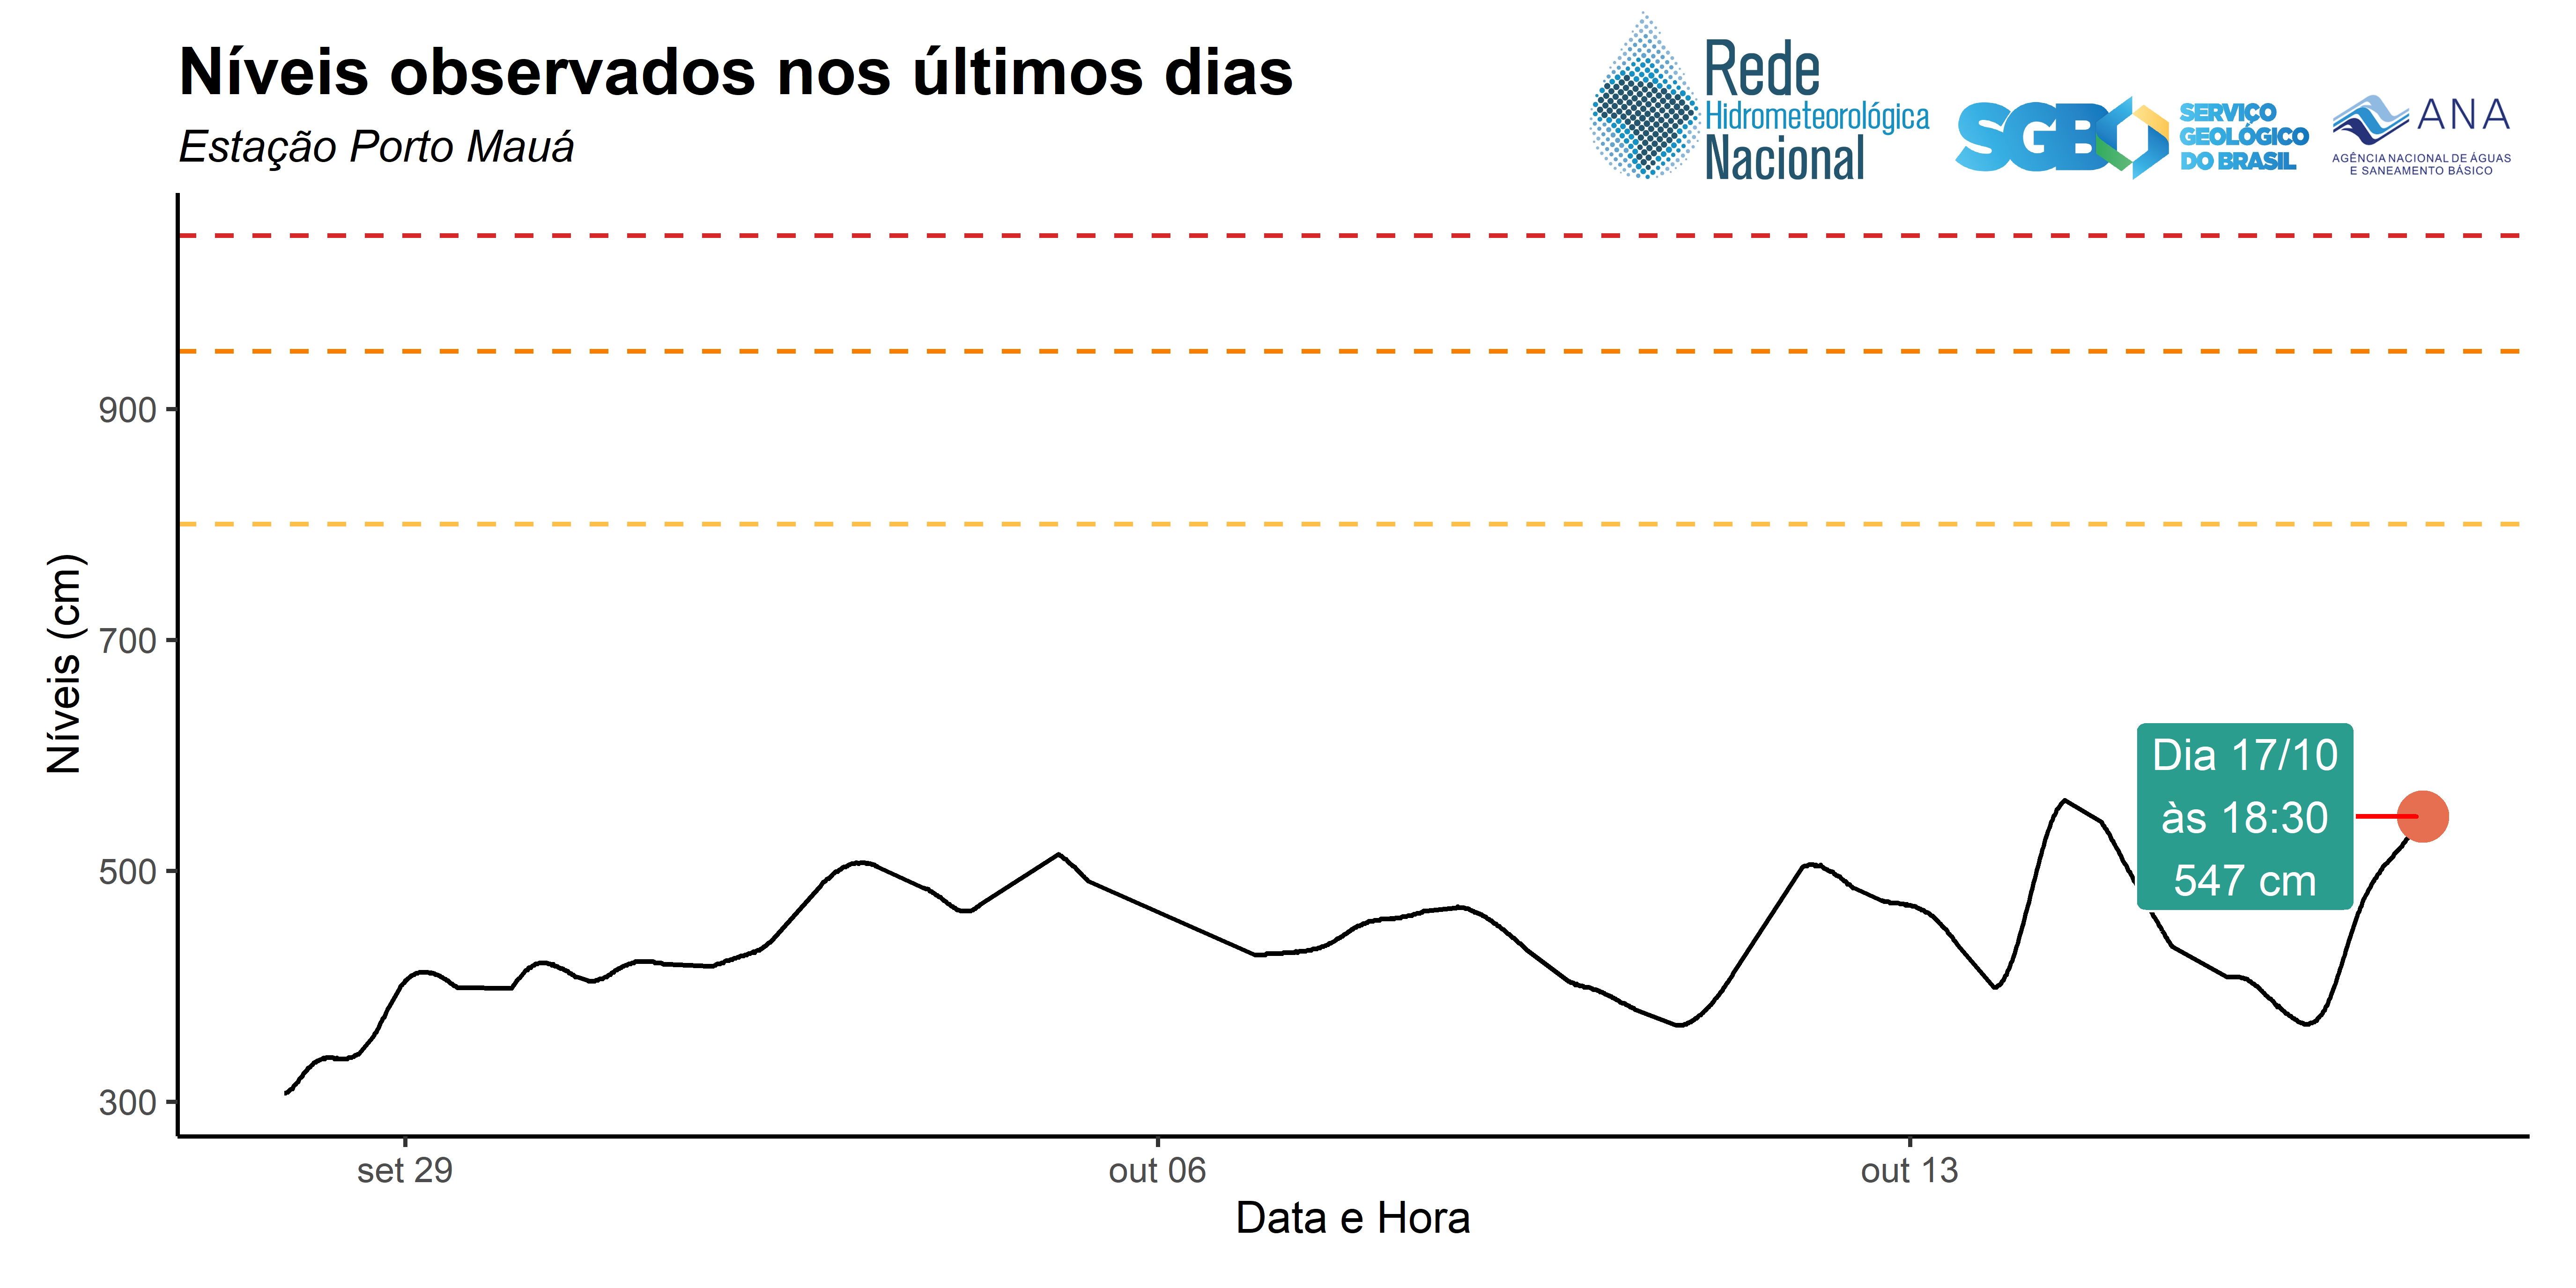 Níveis observados nos últimos dias
Estação Porto Mauá
Rede
Hidrometeorológica
Nacional
SGB
SERVIÇO
GEOLÓGICO
DO BRASIL
ANA
AGÊNCIA NACIONAL DE ÁGUAS
E SANEAMENTO BÁSICO
Níveis (cm)
900
700
500
300
Dia 17/10
às 18:30
547 cm
set 29
out 06
out 13
Data e Hora